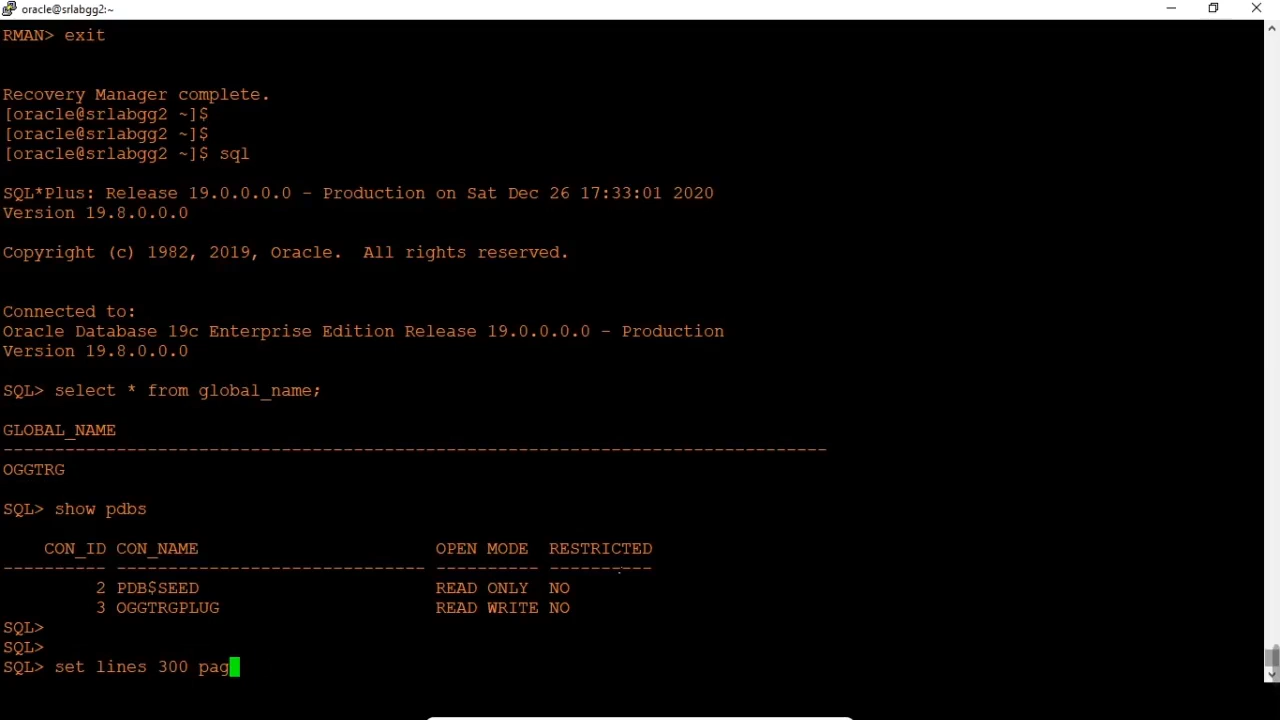 oracle@srlabgg2:~
RMAN> exit
Recovery Manager complete.
[oracle@srlabgg2 ~]$
[oracle@srlabgg2 ~]$
[oracle@srlabgg2 ~]$ sql
SQL*Plus: Release 19.0.0.0.0 - Production on Sat Dec 26 17:33:01 2020
Version 19.8.0.0.0
Copyright (c) 1982, 2019, Oracle.  All rights reserved.
Connected to:
Oracle Database 19c Enterprise Edition Release 19.0.0.0.0 - Production
Version 19.8.0.0.0
SQL> select * from global_name;
GLOBAL_NAME
--------------------------------------------------------------------------------
OGGTRG
SQL> show pdbs
    CON_ID CON_NAME                       OPEN MODE  RESTRICTED
---------- ------------------------------ ---------- ----------
         2 PDB$SEED                       READ ONLY  NO
         3 OGGTRGPLUG                     READ WRITE NO
SQL>
SQL>
SQL> set lines 300 pag